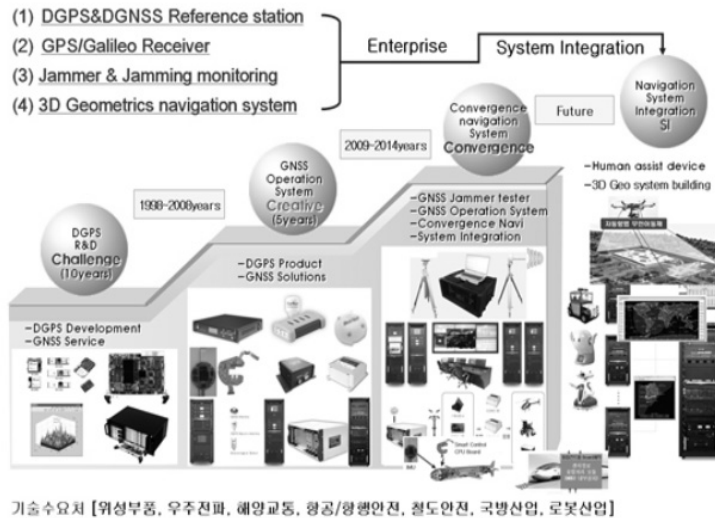 (1) DGPS&DGNSS Reference station
(2) GPS/Galileo Receiver
(3) Jammer & Jamming monitoring
(4) 3D Geometrics navigation system
Enterprise
System Integration
Navigation
System
Integration
SI
Future
Convergence
navigation
System
Convergence
2009-2014years
GNSS
Operation
System
Creative
(5years)
1998-2008years
DGPS
R&D
Challenge
(10years)
-Human assist device
-3D Geo system building
-GNSS Jammer tester
-GNSS Operation System
-Convergence Navi
-System Integration
-DGPS Product
-GNSS Solutions
-DGPS Development
-GNSS Service
Smart Control
CPU Board
IMU
기술수요처 [위성부품, 우주전파, 해양교통, 항공/항행안전, 철도안전, 국방산업, 로봇산업]